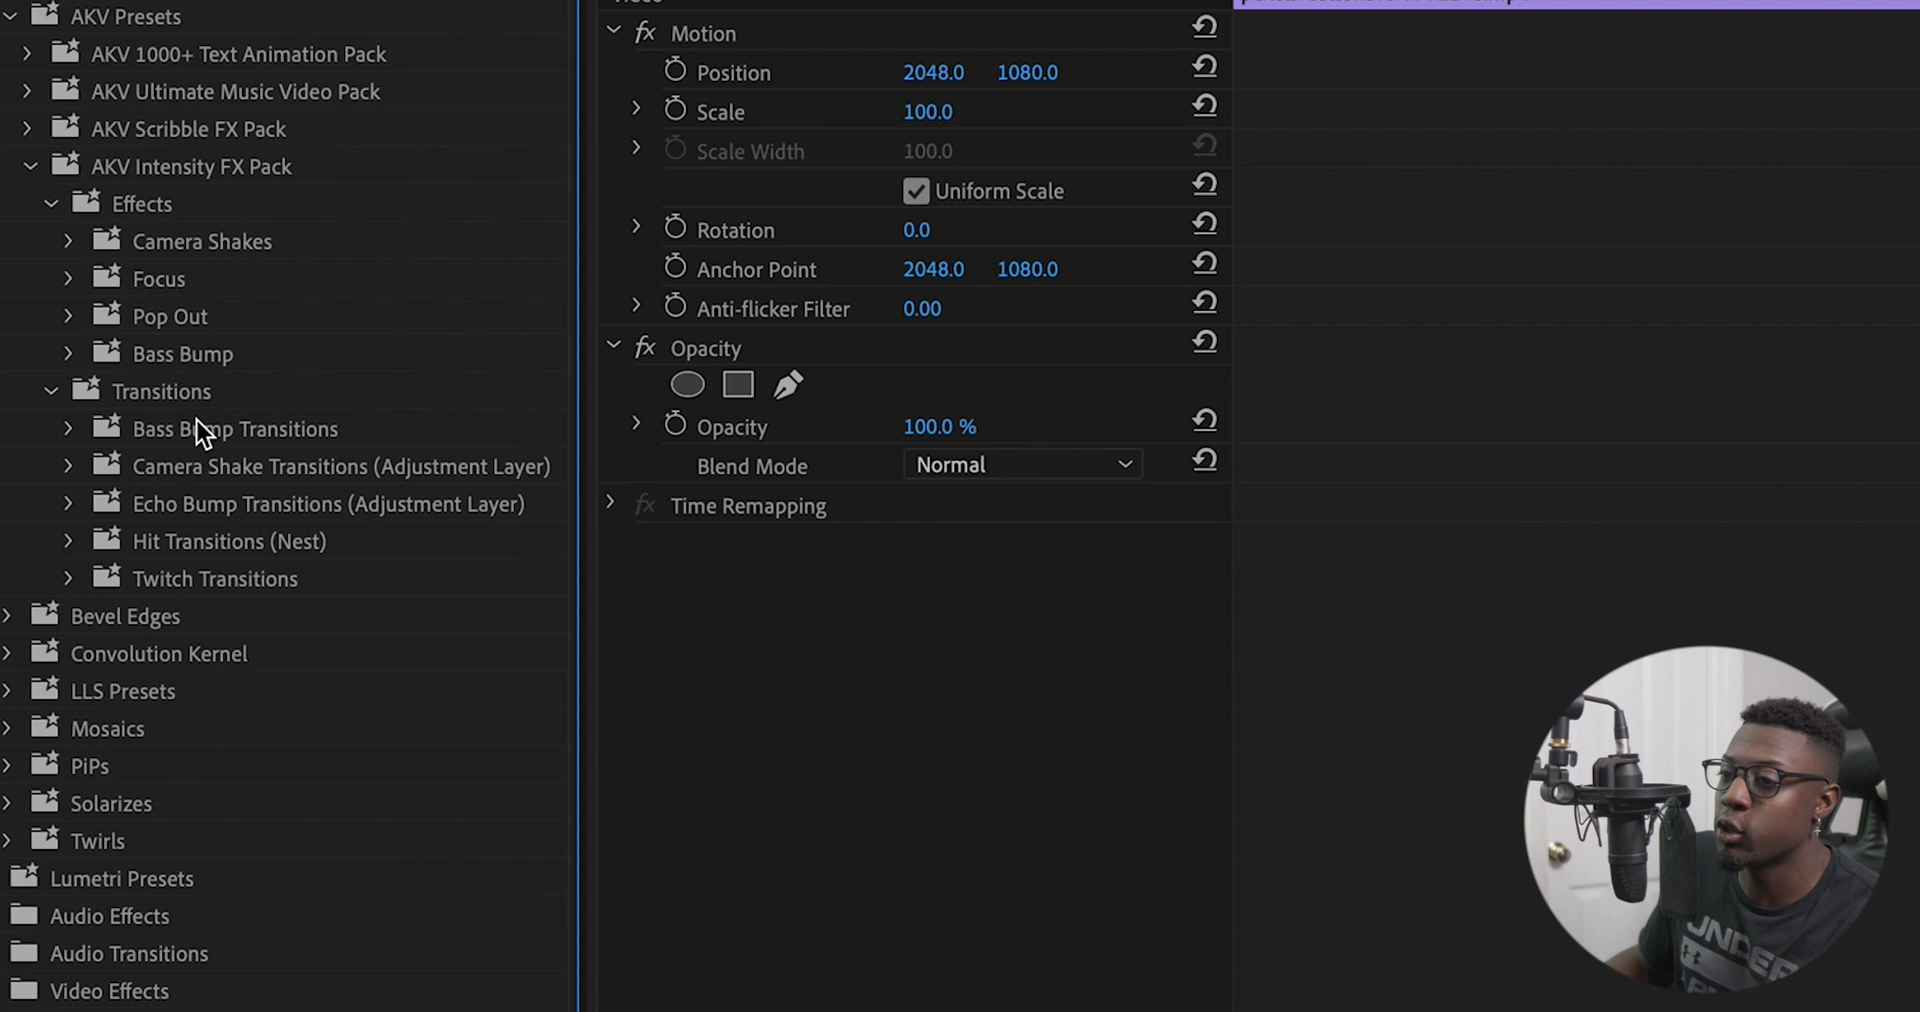 AKV Presets
AKV 1000+ Text Animation Pack
AKV Ultimate Music Video Pack
AKV Scribble FX Pack
AKV Intensity FX Pack
Effects
Camera Shakes
Focus
Pop Out
Bass Bump
Transitions
Bass Bump Transitions
Camera Shake Transitions (Adjustment Layer)
Echo Bump Transitions (Adjustment Layer)
Hit Transitions (Nest)
Twitch Transitions
Bevel Edges
Convolution Kernel
LLS Presets
Mosaics
PiPs
Solarizes
Twirls
Lumetri Presets
Audio Effects
Audio Transitions
Video Effects
fx Motion
Position 2048.0 1080.0
Scale 100.0
Scale Width 100.0
Uniform Scale
Rotation 0.0
Anchor Point 2048.0 1080.0
Anti-flicker Filter 0.00
fx Opacity
Opacity 100.0 %
Blend Mode Normal
fx Time Remapping
UNDER